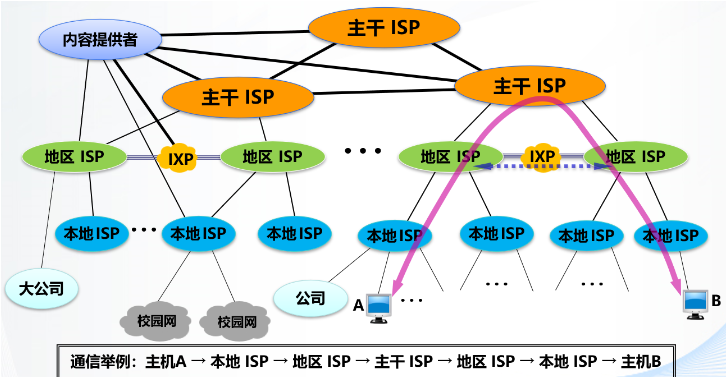 主干 ISP
内容提供者
主干 ISP
主干 ISP
地区 ISP
IXP
地区 ISP
•••
地区 ISP
IXP
地区 ISP
本地 ISP
•••
本地 ISP
本地 ISP
本地 ISP
本地 ISP
本地 ISP
本地 ISP
大公司
公司
校园网
校园网
A
•••
•••
•••
B
通信举例：主机A → 本地 ISP → 地区 ISP → 主干 ISP → 地区 ISP → 本地 ISP → 主机B